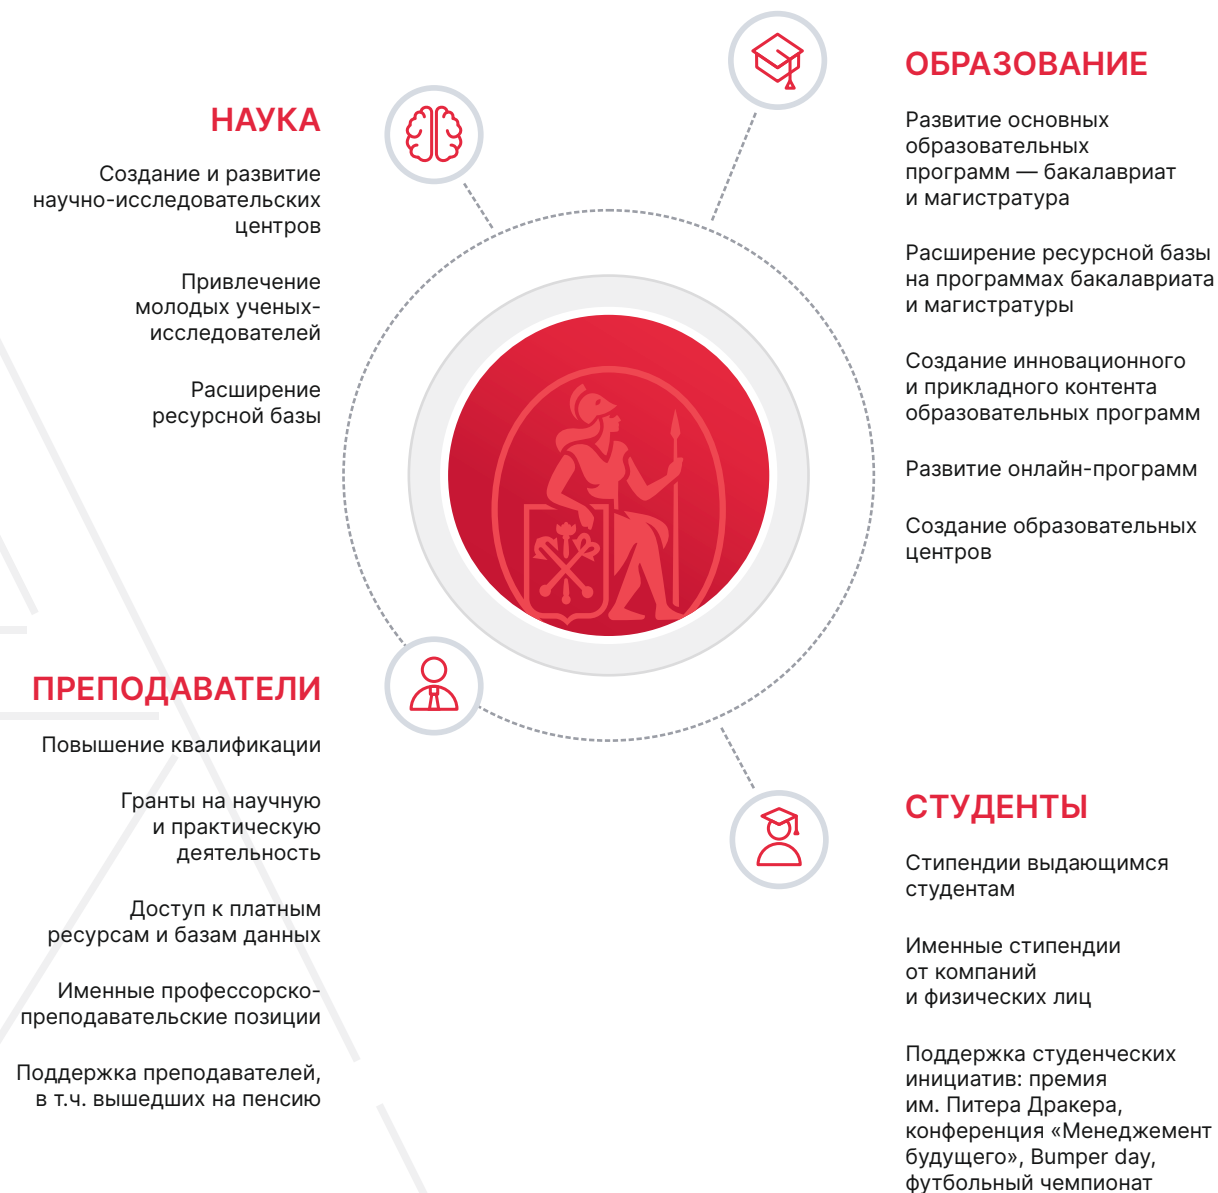 НАУКА
Создание и развитие
научно-исследовательских
центров
Привлечение
молодых ученых-
исследователей
Расширение
ресурсной базы
ОБРАЗОВАНИЕ
Развитие основных
образовательных
программ — бакалавриат
и магистратура
Расширение ресурсной базы
на программах бакалавриата
и магистратуры
Создание инновационного
и прикладного контента
образовательных программ
Развитие онлайн-программ
Создание образовательных
центров
ПРЕПОДАВАТЕЛИ
Повышение квалификации
Гранты на научную
и практическую
деятельность
Доступ к платным
ресурсам и базам данных
Именные профессорско-
преподавательские позиции
Поддержка преподавателей,
в т.ч. вышедших на пенсию
СТУДЕНТЫ
Стипендии выдающимся
студентам
Именные стипендии
от компаний
и физических лиц
Поддержка студенческих
инициатив: премия
им. Питера Дракера,
конференция «Менеджемент
будущего», Bumper day,
футбольный чемпионат